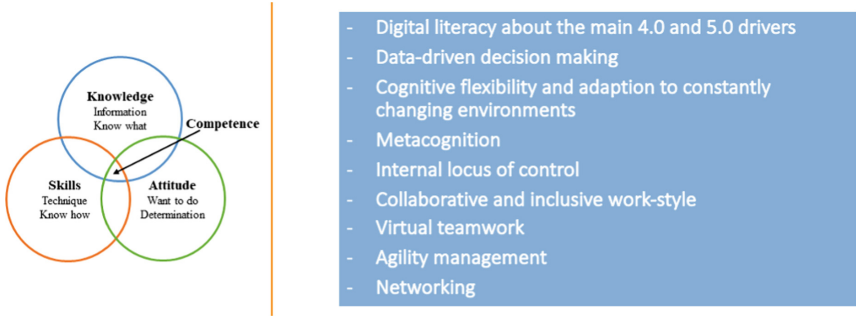 Knowledge
Information
Know what
Competence
Skills
Technique
Know how
Attitude
Want to do
Determination
- Digital literacy about the main 4.0 and 5.0 drivers
- Data-driven decision making
- Cognitive flexibility and adaption to constantly
changing environments
- Metacognition
- Internal locus of control
- Collaborative and inclusive work-style
- Virtual teamwork
- Agility management
- Networking